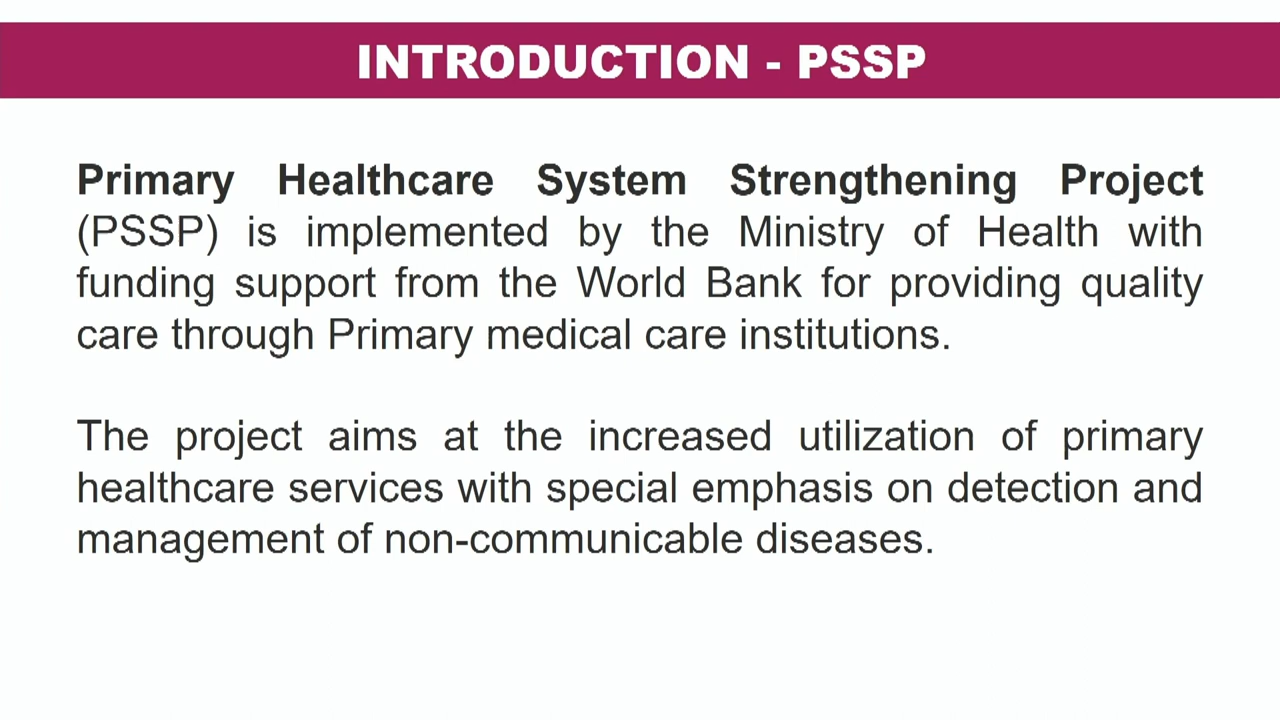 INTRODUCTION - PSSP
Primary Healthcare System Strengthening Project
(PSSP) is implemented by the Ministry of Health with
funding support from the World Bank for providing quality
care through Primary medical care institutions.
The project aims at the increased utilization of primary
healthcare services with special emphasis on detection and
management of non-communicable diseases.